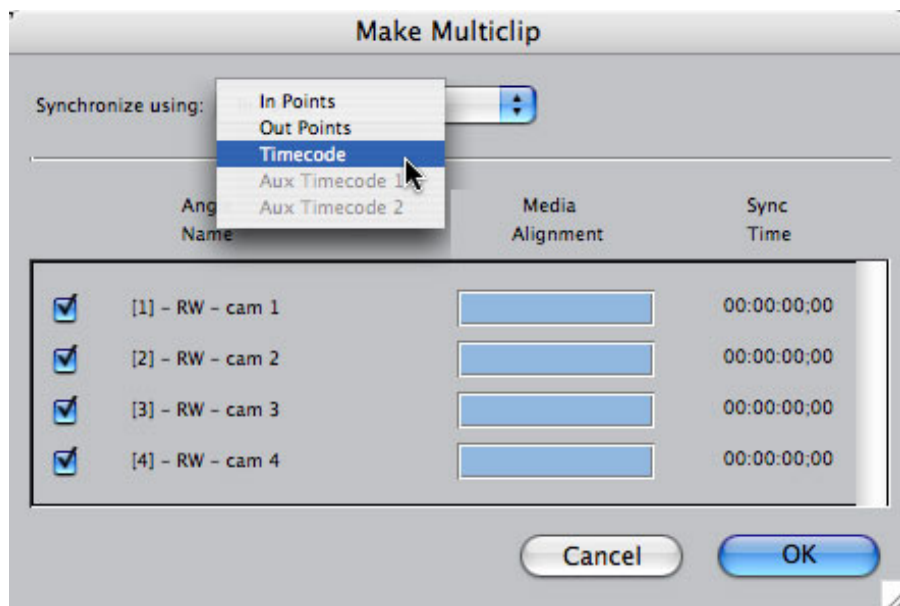 Make Multiclip
Synchronize using:
In Points
Out Points
Timecode
Aux Timecode 1
Aux Timecode 2
Name
Media
Alignment
Sync
Time
[1] – RW – cam 1
00:00:00;00
[2] – RW – cam 2
00:00:00;00
[3] – RW – cam 3
00:00:00;00
[4] – RW – cam 4
00:00:00;00
Cancel
OK